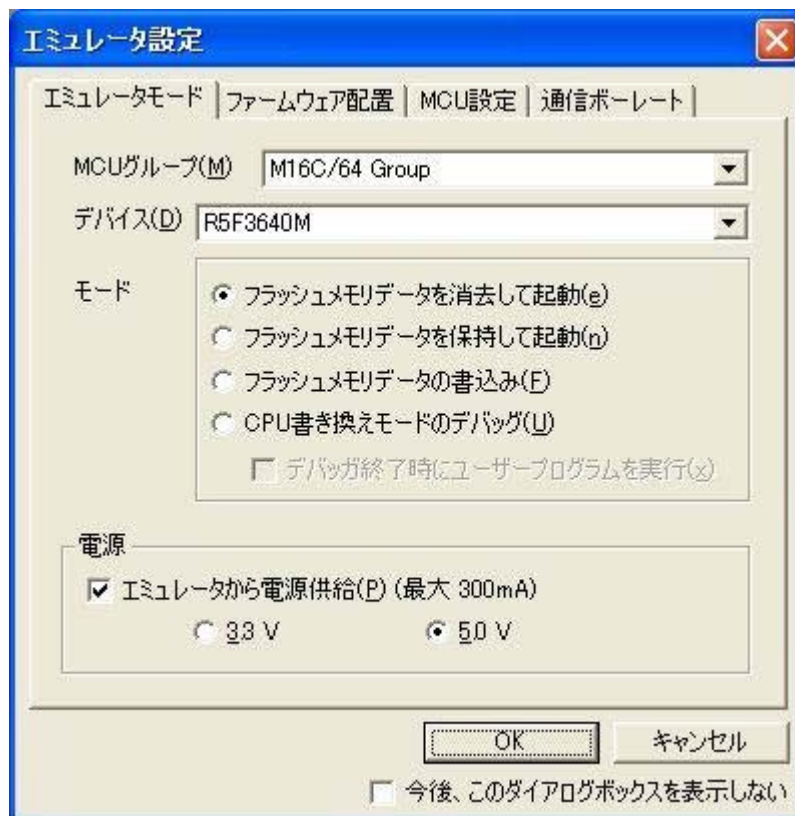 エミュレータ設定
エミュレータモード ファームウェア配置 MCU設定 通信ボーレート
MCUグループ(M) M16C/64 Group
デバイス(D) R5F3640M
モード
フラッシュメモリデータを消去して起動(e)
フラッシュメモリデータを保持して起動(n)
フラッシュメモリデータの書込み(F)
CPU書き換えモードのデバッグ(U)
デバッガ終了時にユーザープログラムを実行(x)
電源
エミュレータから電源供給(P) (最大 300mA)
3.3 V 5.0 V
OK キャンセル
今後、このダイアログボックスを表示しない